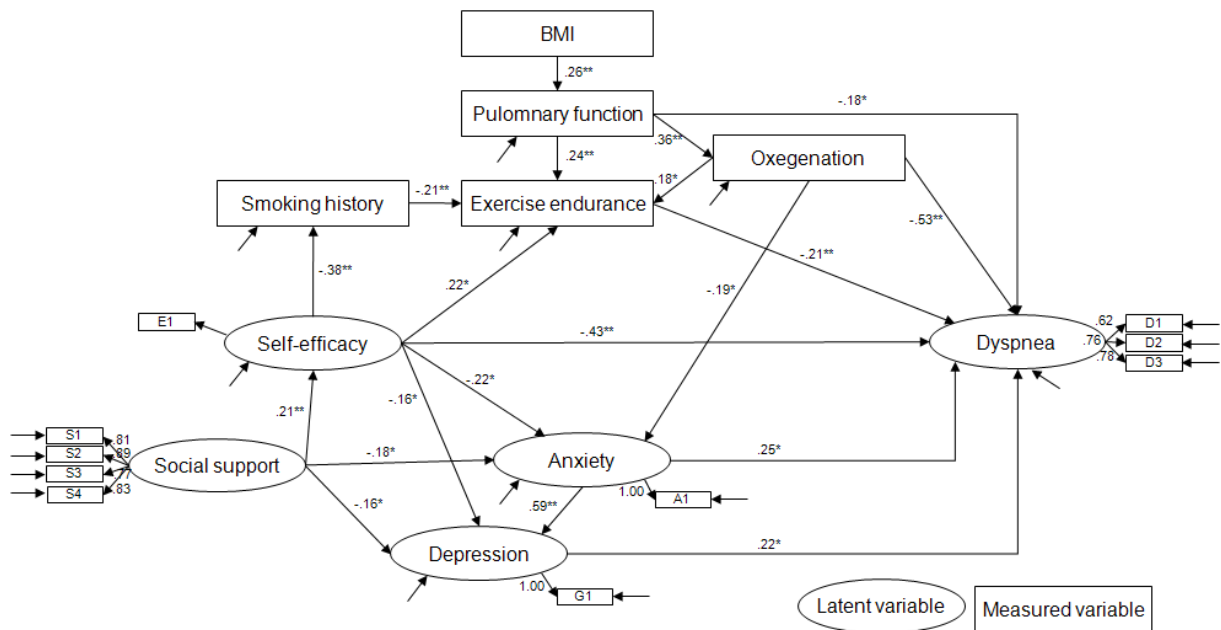 BMI
.26**
Pulomnary function
-.18*
.36**
.24**
Oxegenation
.18*
Smoking history
-.21**
Exercise endurance
-.53**
-.21**
-.38**
.22*
-.19*
E1
Self-efficacy
-.43**
Dyspnea
.62
D1
.76
D2
.78
D3
-.22*
-.16*
.21**
S1
.81
S2
.89
S3
.77
S4
.83
Social support
-.18*
Anxiety
.25*
1.00
A1
-.16*
.59**
Depression
.22*
1.00
G1
Latent variable
Measured variable